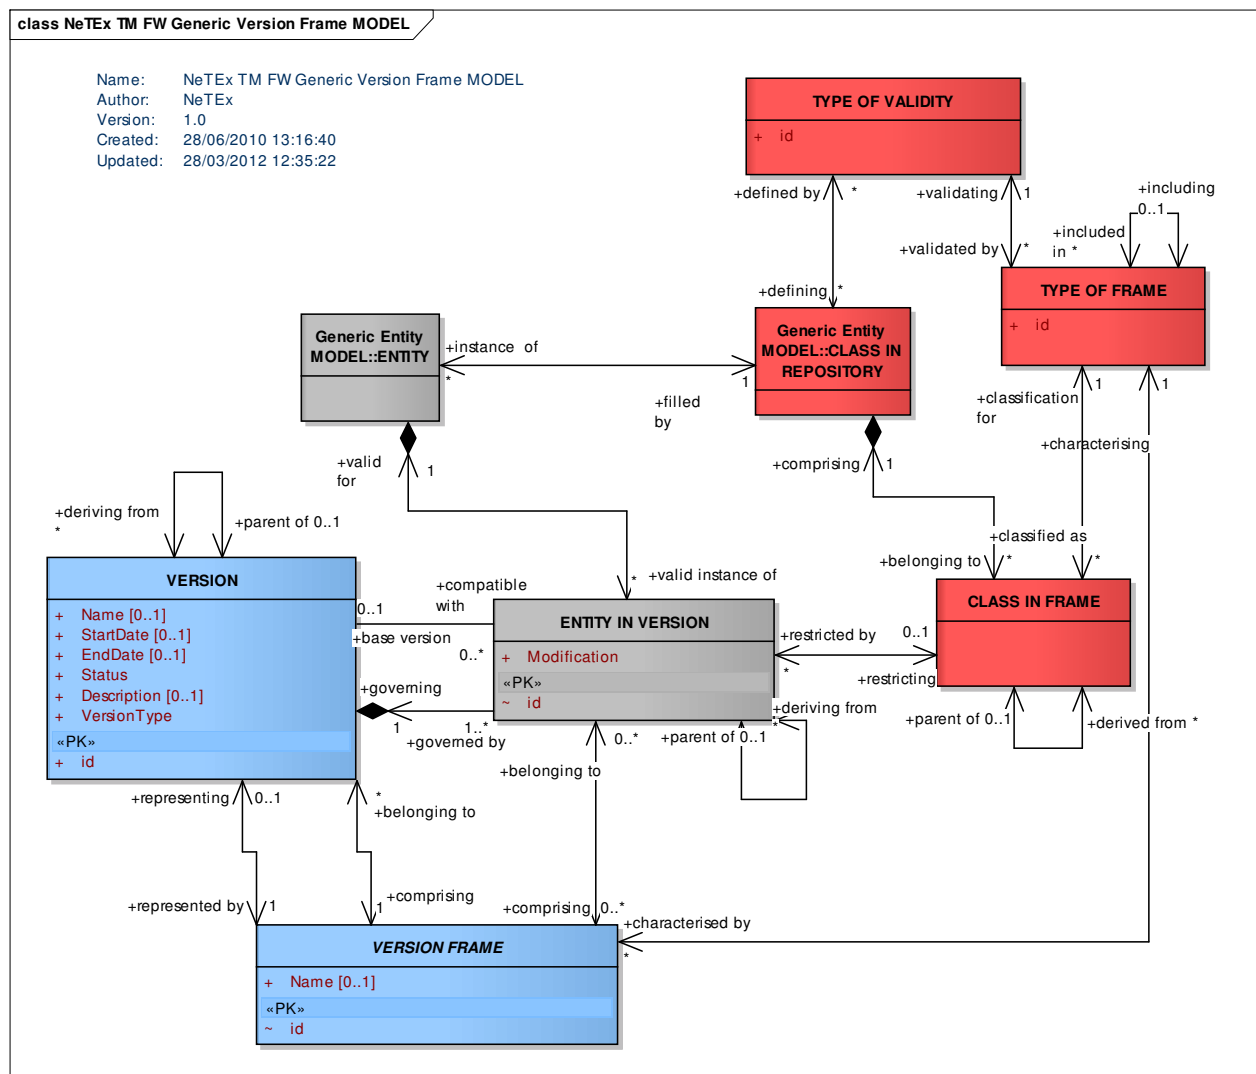 class NeTEx TM FW Generic Version Frame MODEL
Name: NeTEx TM FW Generic Version Frame MODEL
Author: NeTEx
Version: 1.0
Created: 28/06/2010 13:16:40
Updated: 28/03/2012 12:35:22
TYPE OF VALIDITY
+ id
+defined by *
+validating 1
+including
0..1
+included
in *
+validated by *
+defining *
TYPE OF FRAME
+ id
Generic Entity
MODEL::ENTITY
+instance of
*
1
+filled
by
Generic Entity
MODEL::CLASS IN
REPOSITORY
1
1
+classification
for
+characterising
+valid
for
1
+comprising 1
+deriving from
*
+parent of 0..1
+classified as
+belonging to *
*
+valid instance of
*
VERSION
+ Name [0..1]
+ StartDate [0..1]
+ EndDate [0..1]
+ Status
+ Description [0..1]
+ VersionType
«PK»
+ id
+compatible
with
0..1
+base version
0..*
+governing
1
1..*
+governed by
ENTITY IN VERSION
+ Modification
«PK»
~ id
+restricted by
0..1
*
+restricting
CLASS IN FRAME
+deriving from
*
+parent of 0..1
+parent of 0..1
+derived from *
0..*
+belonging to
+representing 0..1
*
+belonging to
+represented by 1
+comprising
1
+comprising 0..*
+characterised by
*
VERSION FRAME
+ Name [0..1]
«PK»
~ id